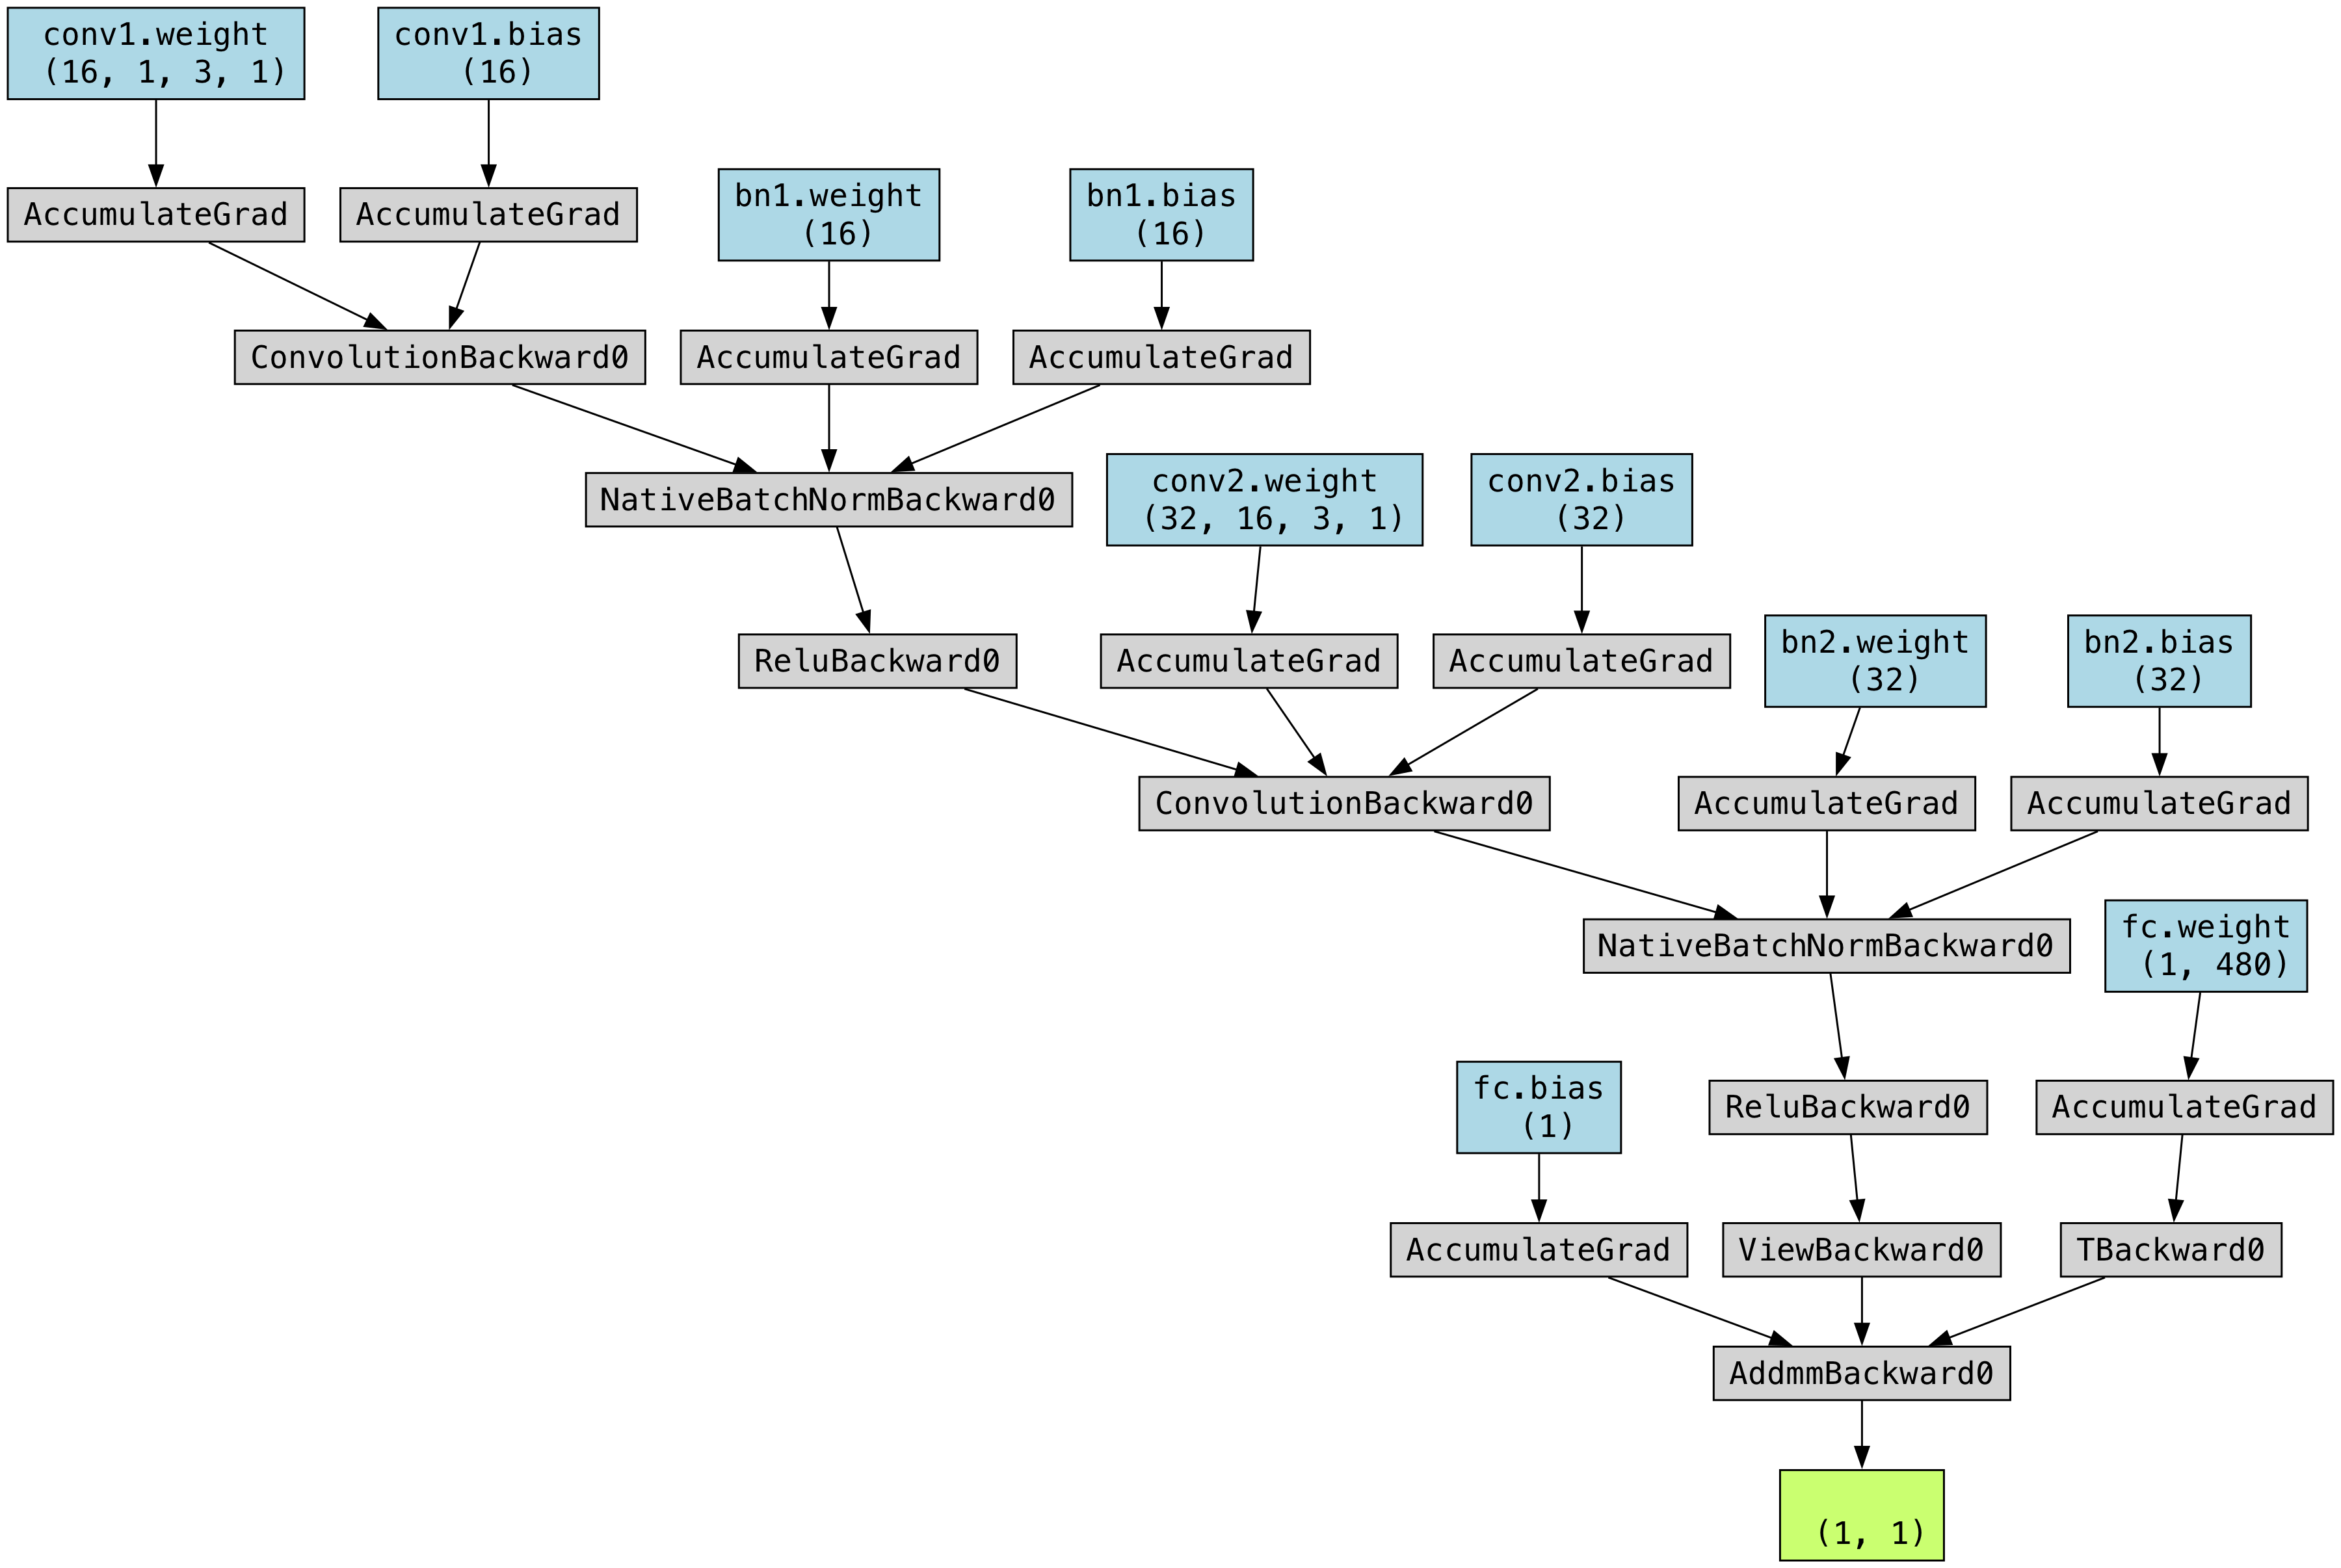 conv1.weight
(16, 1, 3, 1)
conv1.bias
(16)
AccumulateGrad
AccumulateGrad
bn1.weight
(16)
bn1.bias
(16)
ConvolutionBackward0
AccumulateGrad
AccumulateGrad
NativeBatchNormBackward0
conv2.weight
(32, 16, 3, 1)
conv2.bias
(32)
ReluBackward0
AccumulateGrad
AccumulateGrad
bn2.weight
(32)
bn2.bias
(32)
ConvolutionBackward0
AccumulateGrad
AccumulateGrad
NativeBatchNormBackward0
fc.weight
(1, 480)
fc.bias
(1)
ReluBackward0
AccumulateGrad
AccumulateGrad
ViewBackward0
TBackward0
AddmmBackward0
(1, 1)